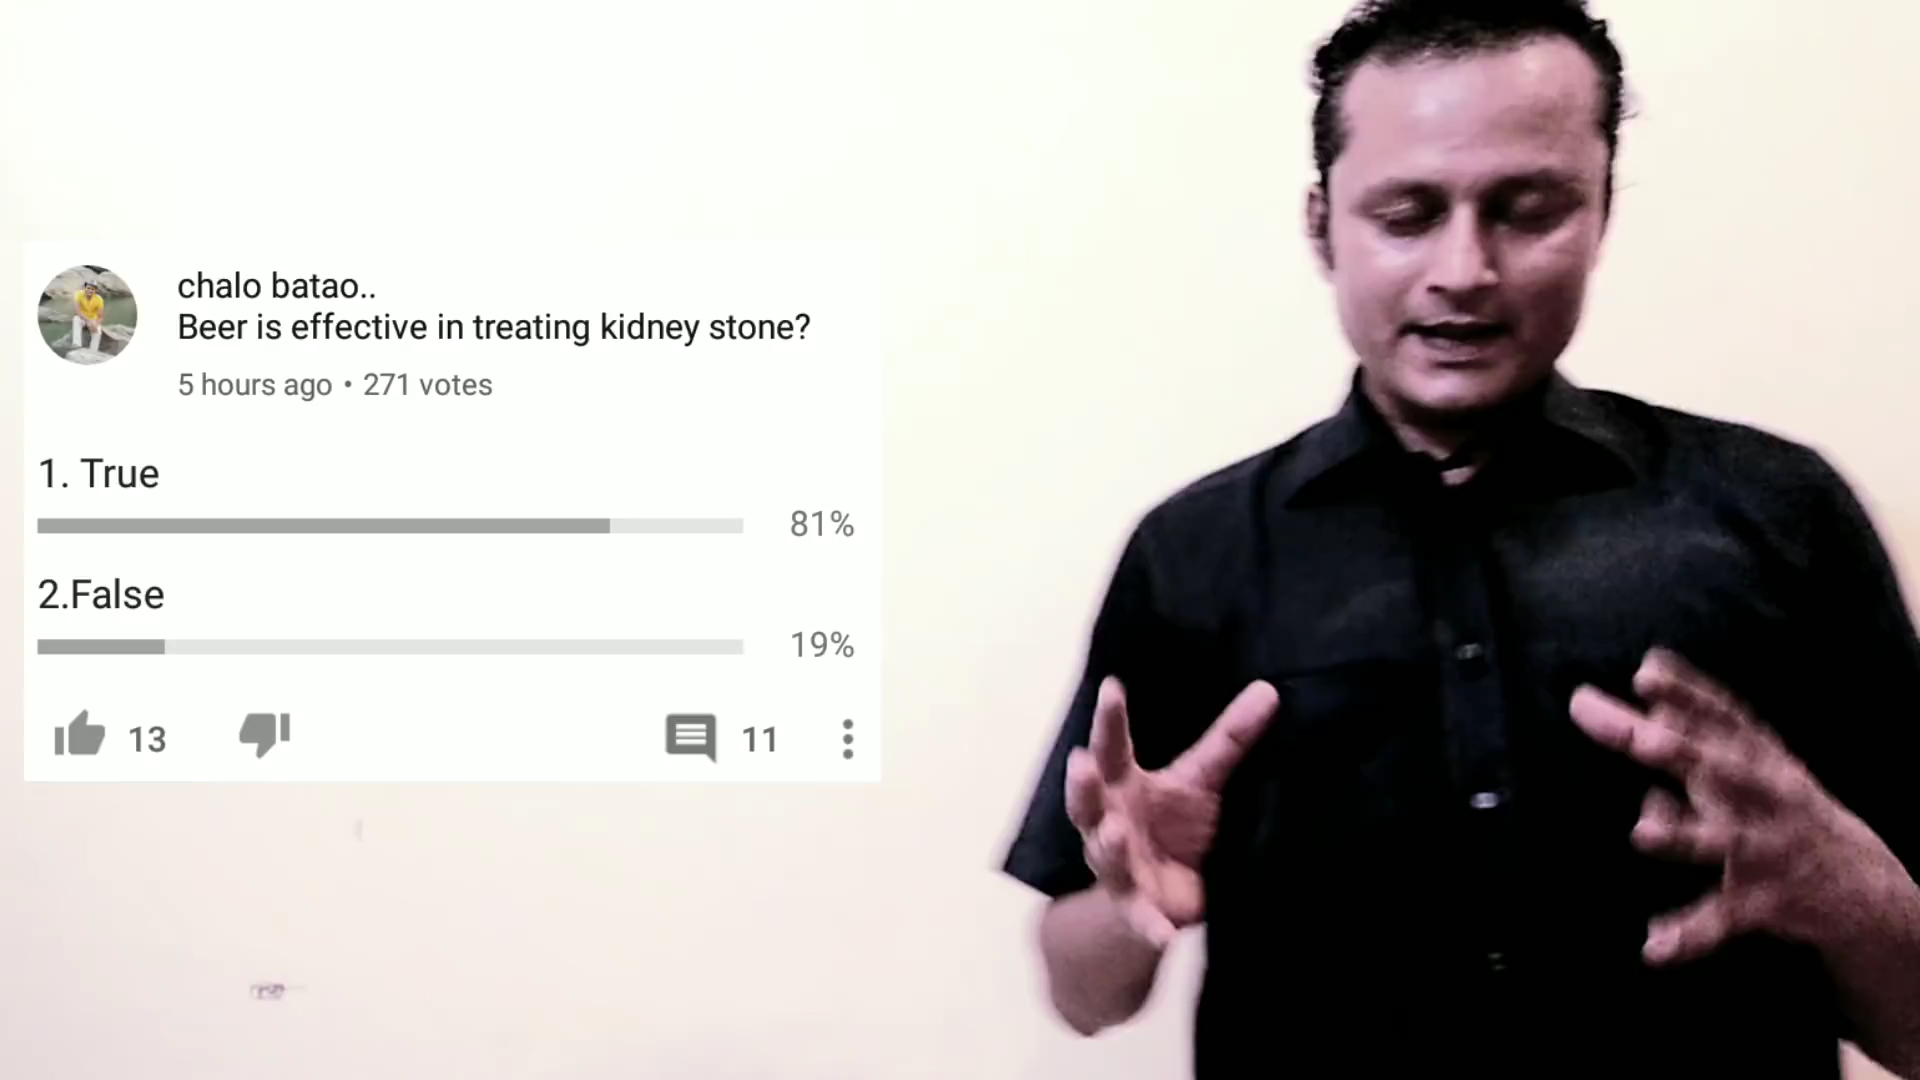 chalo batao..
Beer is effective in treating kidney stone?
5 hours ago • 271 votes
1. True
81%
2.False
19%
13
11